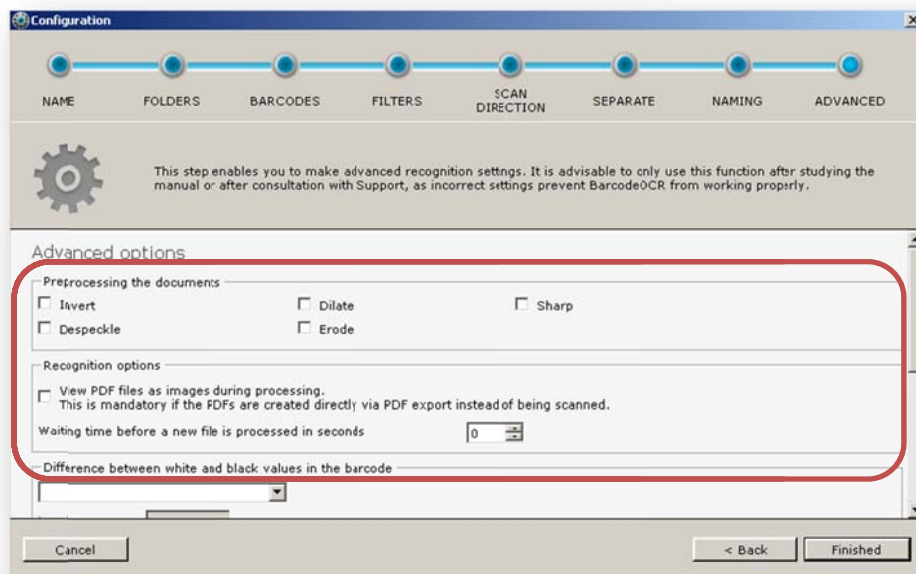 Configuration
NAME
FOLDERS
BARCODES
FILTERS
SCAN
DIRECTION
SEPARATE
NAMING
ADVANCED
This step enables you to make advanced recognition settings. It is advisable to only use this function after studying the
manual or after consultation with Support, as incorrect settings prevent BarcodeOCR from working properly.
Advanced options
Preprocessing the documents
Invert
Dilate
Sharp
Despeckle
Erode
Recognition options
View PDF files as images during processing.
This is mandatory if the PDFs are created directly via PDF export instead of being scanned.
Waiting time before a new file is processed in seconds
0
Difference between white and black values in the barcode
Cancel
< Back
Finished